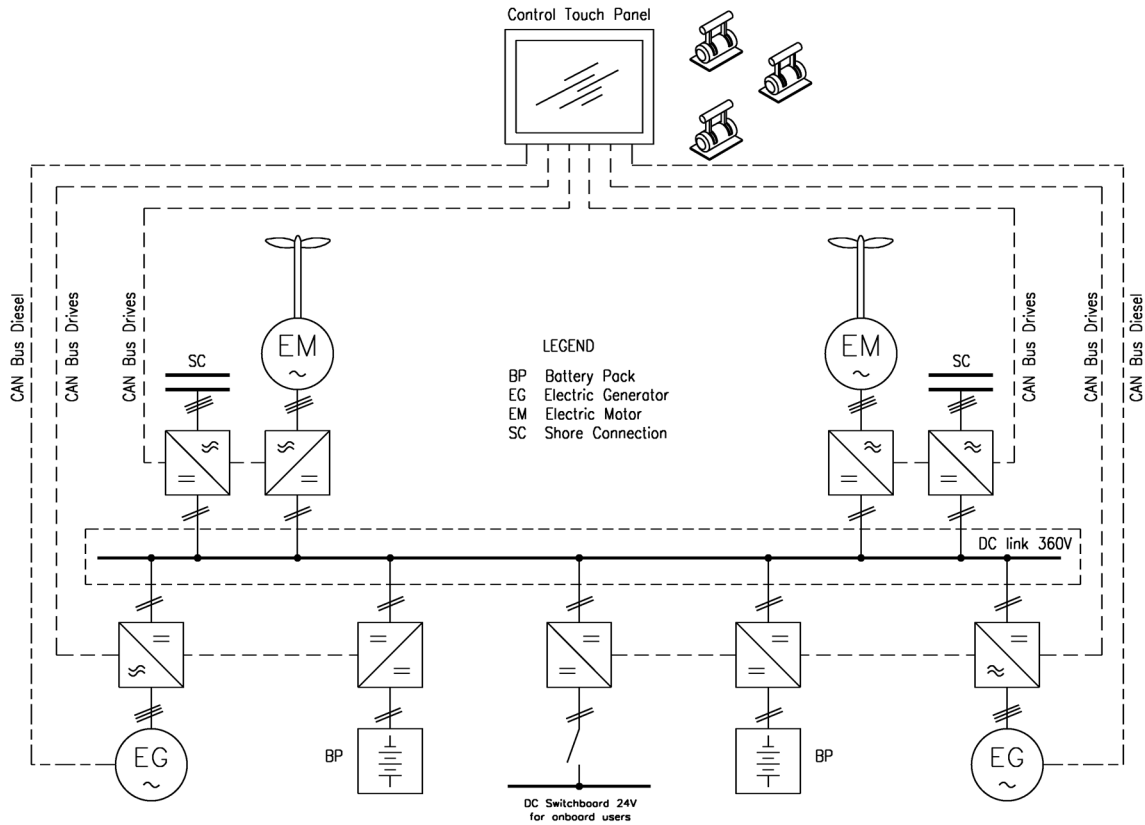 Control Touch Panel
CAN Bus Diesel
CAN Bus Drives
CAN Bus Drives
SC
EM
LEGEND
BP Battery Pack
EG Electric Generator
EM Electric Motor
SC Shore Connection
EM
SC
CAN Bus Drives
CAN Bus Drives
CAN Bus Diesel
DC link 360V
EG
BP
BP
EG
DC Switchboard 24V
for onboard users